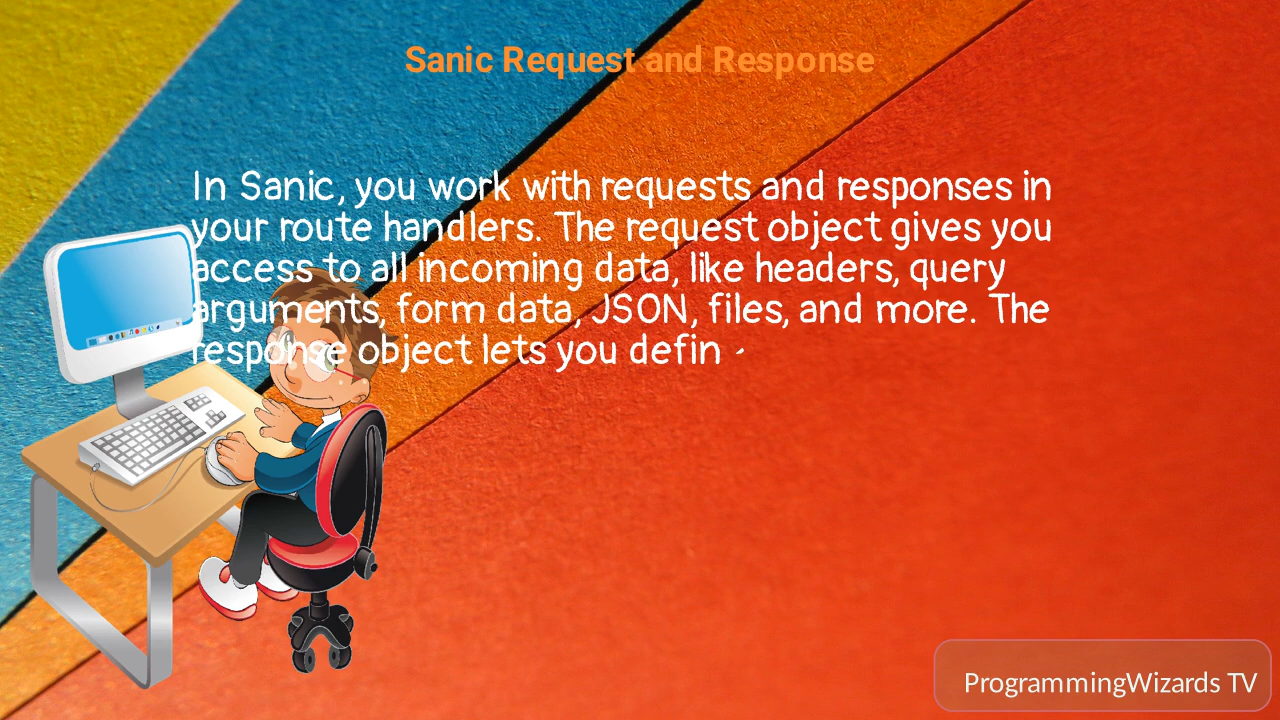 Sanic Request and Response
In Sanic, you work with requests and responses in
your route handlers. The request object gives you
access to all incoming data, like headers, query
arguments, form data, JSON, files, and more. The
response object lets you defin
ProgrammingWizards TV